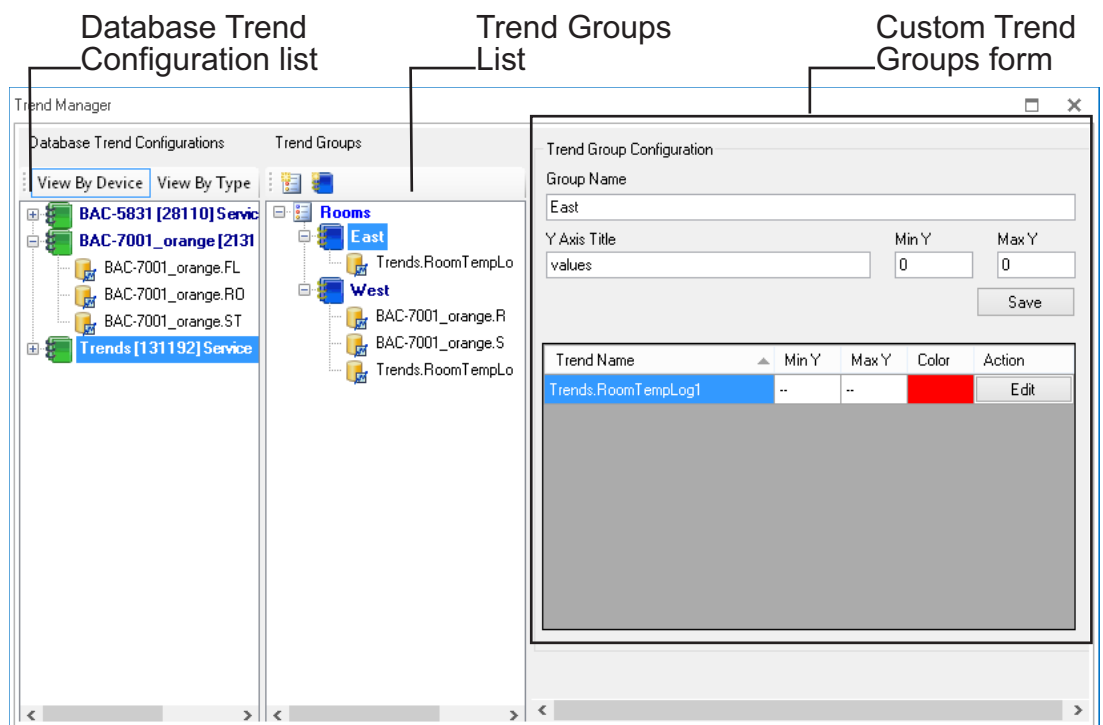 Database Trend
Configuration list
Trend Groups
List
Custom Trend
Groups form
Trend Manager
Database Trend Configurations
View By Device View By Type
BAC-5831 [28110] Servic
BAC-7001_orange [2131
BAC-7001_orange.FL
BAC-7001_orange.RO
BAC-7001_orange.ST
Trends [131192] Service
Trend Groups
Rooms
East
Trends.RoomTempLo
West
BAC-7001_orange.R
BAC-7001_orange.S
Trends.RoomTempLo
Trend Group Configuration
Group Name
East
Y Axis Title Min Y Max Y
values 0 0
Save
Trend Name Min Y Max Y Color Action
Trends.RoomTempLog1 -- -- Edit